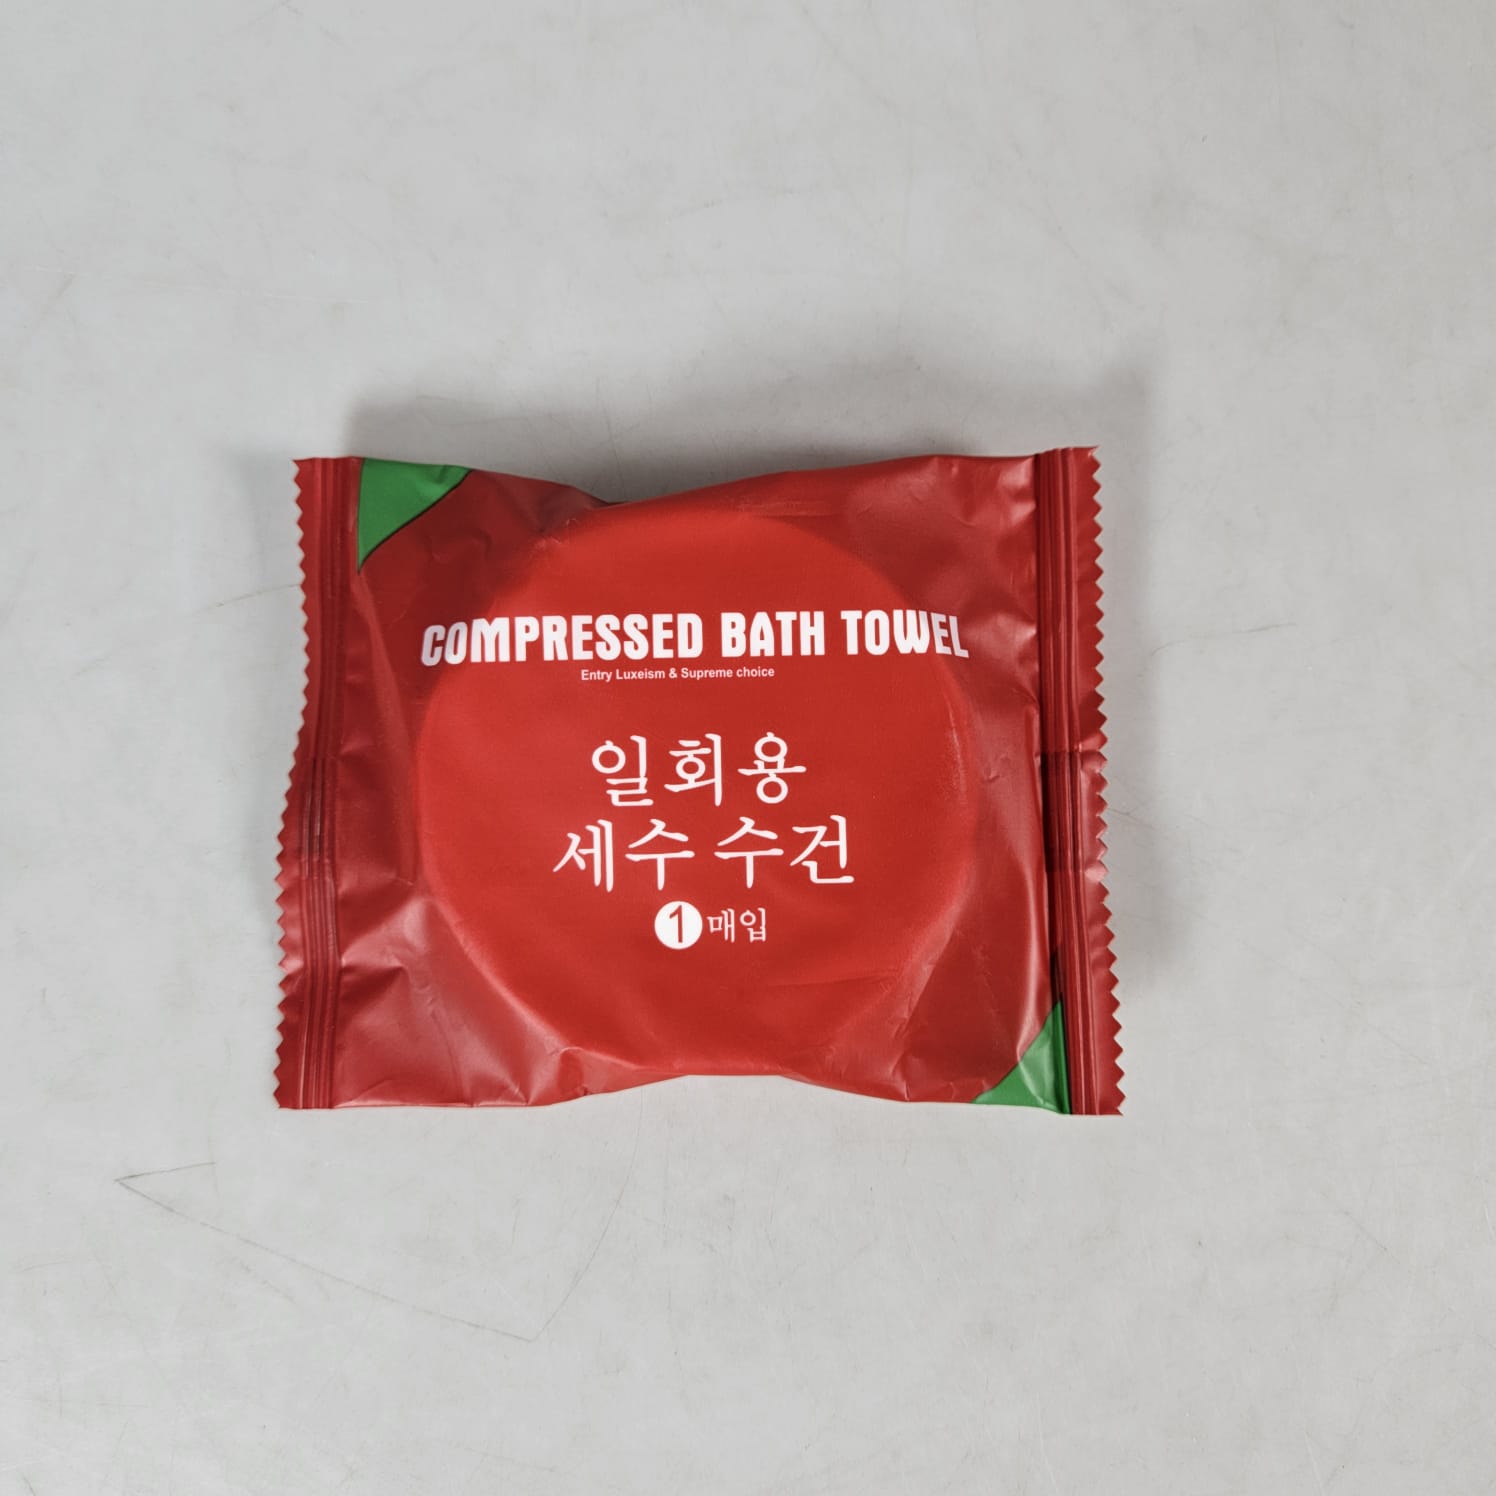 COMPRESSED BATH TOWEL
Entry Luxeism & Supreme choice
일회용
세수 수건
1 매입